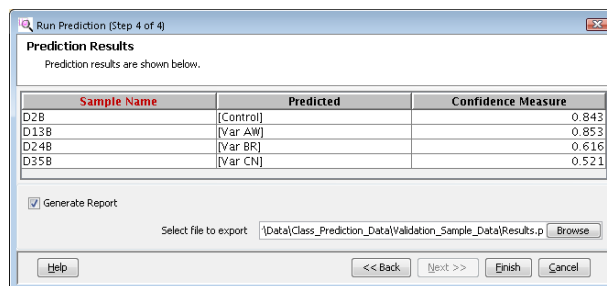 Run Prediction (Step 4 of 4)
Prediction Results
Prediction results are shown below.
Sample Name Predicted Confidence Measure
D2B [Control] 0.843
D13B [Var AW] 0.853
D24B [Var BR] 0.616
D35B [Var CN] 0.521
Generate Report
Select file to export :\Data\Class_Prediction_Data\Validation_Sample_Data\Results.p Browse
Help << Back Next >> Finish Cancel